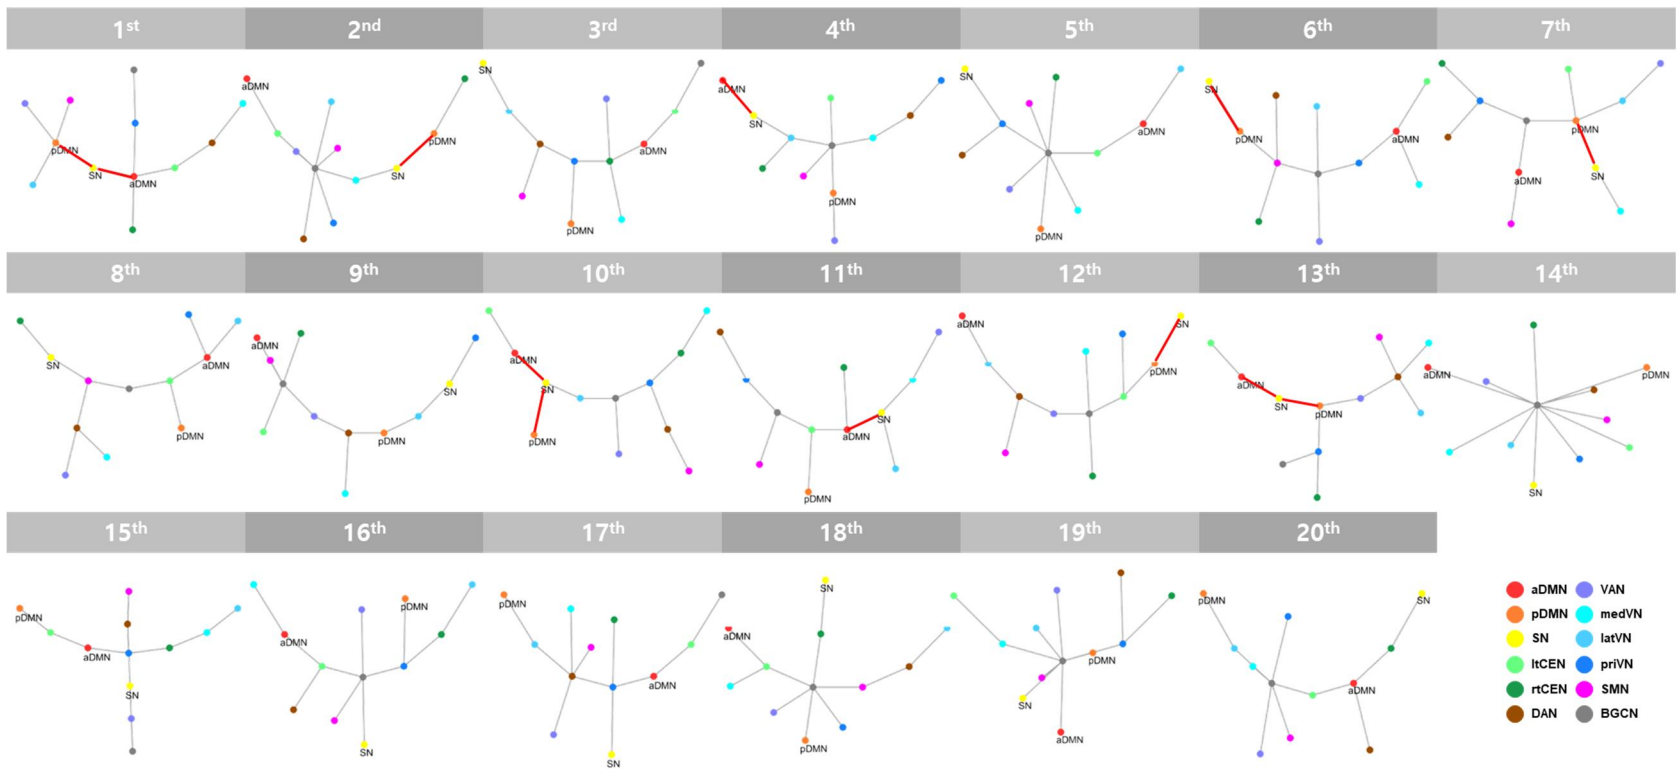 1st 2nd 3rd 4th 5th 6th 7th
pDMN SN aDMN
aDMN pDMN SN
SN aDMN pDMN
aDMN SN pDMN
SN aDMN pDMN
SN pDMN aDMN
pDMN aDMN SN
8th 9th 10th 11th 12th 13th 14th
SN aDMN pDMN
aDMN SN pDMN
aDMN SN pDMN
SN aDMN pDMN
aDMN SN pDMN
aDMN SN pDMN
aDMN pDMN SN
15th 16th 17th 18th 19th 20th
pDMN aDMN SN
pDMN aDMN SN
pDMN aDMN SN
SN aDMN pDMN
pDMN SN aDMN
pDMN SN aDMN
aDMN VAN
pDMN medVN
SN latVN
ltCEN priVN
rtCEN SMN
DAN BGCN